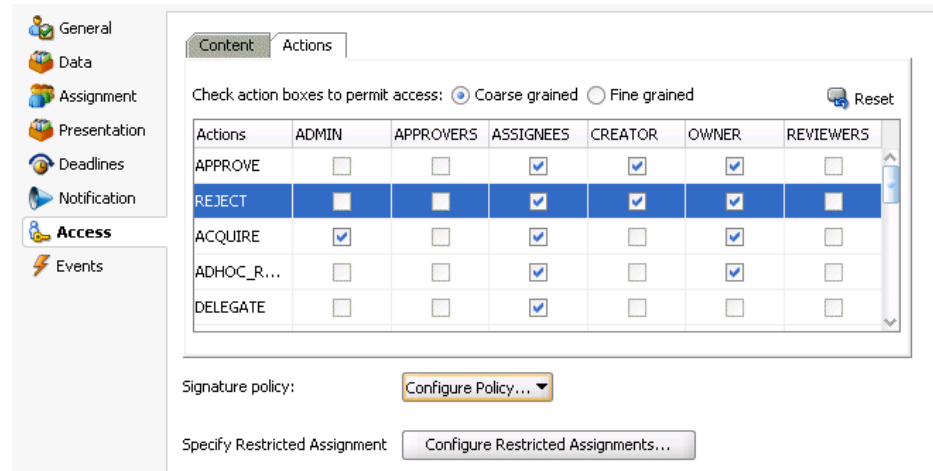 General
Data
Assignment
Presentation
Deadlines
Notification
Access
Events
Content Actions
Check action boxes to permit access: Coarse grained Fine grained Reset
Actions ADMIN APPROVERS ASSIGNEES CREATOR OWNER REVIEWERS
APPROVE
REJECT
ACQUIRE
ADHOC_R...
DELEGATE
Signature policy: Configure Policy...
Specify Restricted Assignment Configure Restricted Assignments...